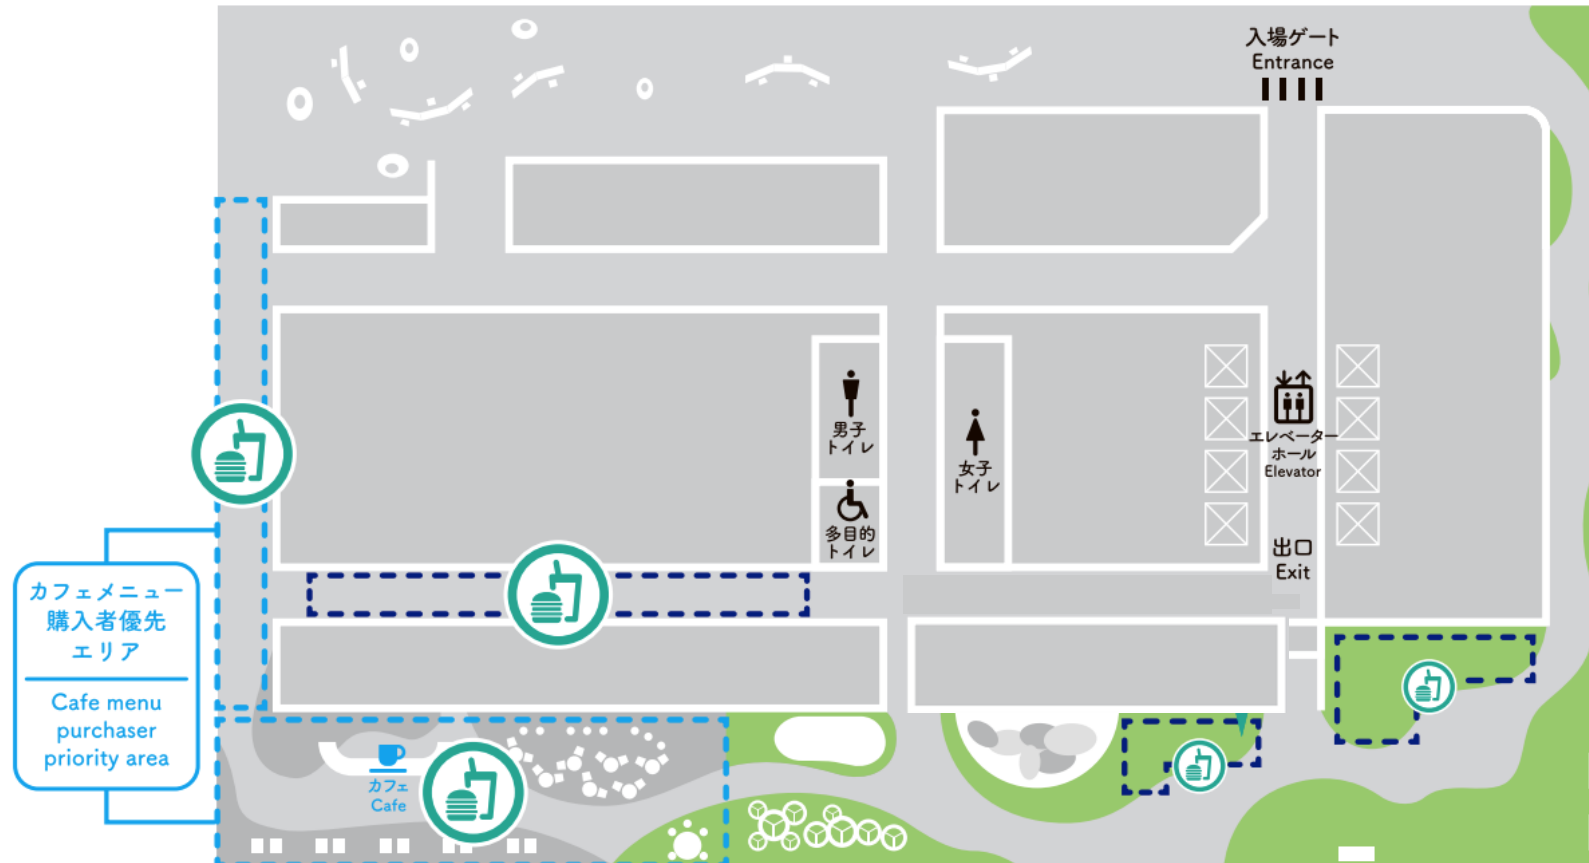 入場ゲート
Entrance
男子
トイレ
女子
トイレ
多目的
トイレ
エレベーター
ホール
Elevator
出口
Exit
カフェメニュー
購入者優先
エリア
Cafe menu
purchaser
priority area
カフェ
Cafe